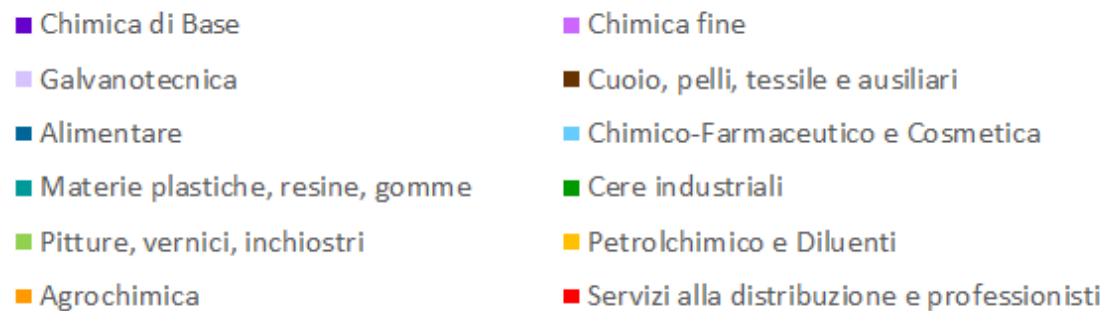 Chimica di Base
Chimica fine
Galvanotecnica
Cuoio, pelli, tessile e ausiliari
Alimentare
Chimico-Farmaceutico e Cosmetica
Materie plastiche, resine, gomme
Cere industriali
Pitture, vernici, inchiostri
Petrolchimico e Diluenti
Agrochimica
Servizi alla distribuzione e professionisti